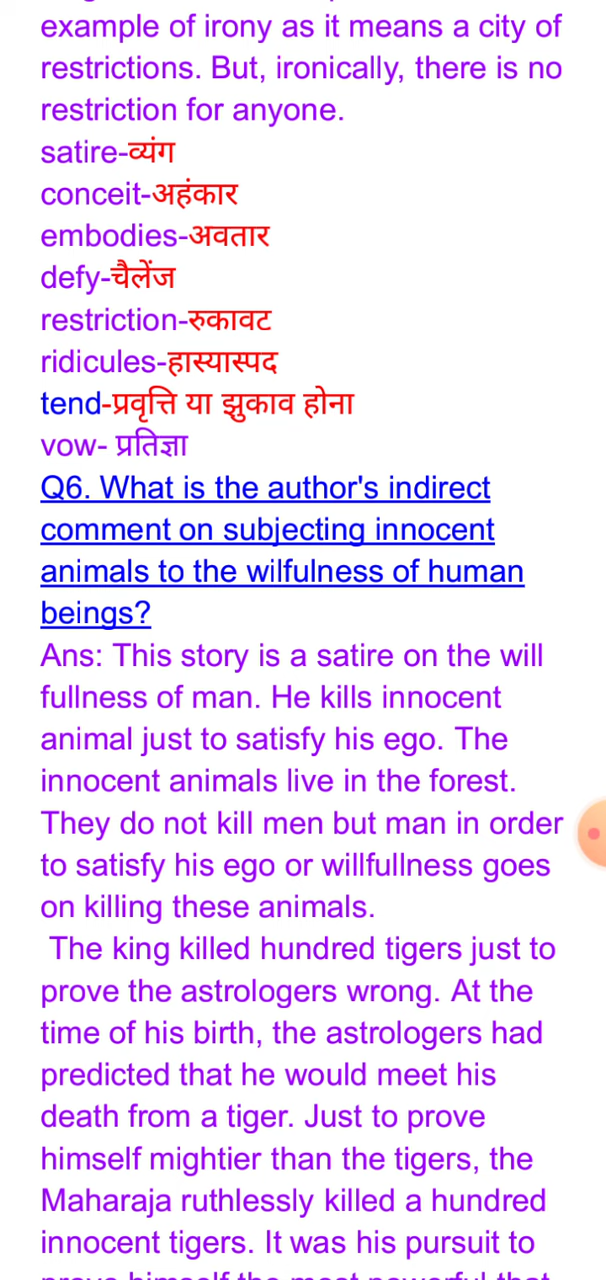 example of irony as it means a city of
restrictions. But, ironically, there is no
restriction for anyone.
satire-व्यंग
conceit-अहंकार
embodies-अवतार
defy-चैलेंज
restriction-रुकावट
ridicules-हास्यास्पद
tend-प्रवृत्ति या झुकाव होना
vow- प्रतिज्ञा
Q6. What is the author's indirect
comment on subjecting innocent
animals to the wilfulness of human
beings?
Ans: This story is a satire on the will
fullness of man. He kills innocent
animal just to satisfy his ego. The
innocent animals live in the forest.
They do not kill men but man in order
to satisfy his ego or willfullness goes
on killing these animals.
The king killed hundred tigers just to
prove the astrologers wrong. At the
time of his birth, the astrologers had
predicted that he would meet his
death from a tiger. Just to prove
himself mightier than the tigers, the
Maharaja ruthlessly killed a hundred
innocent tigers. It was his pursuit to
prove himself the most powerful that